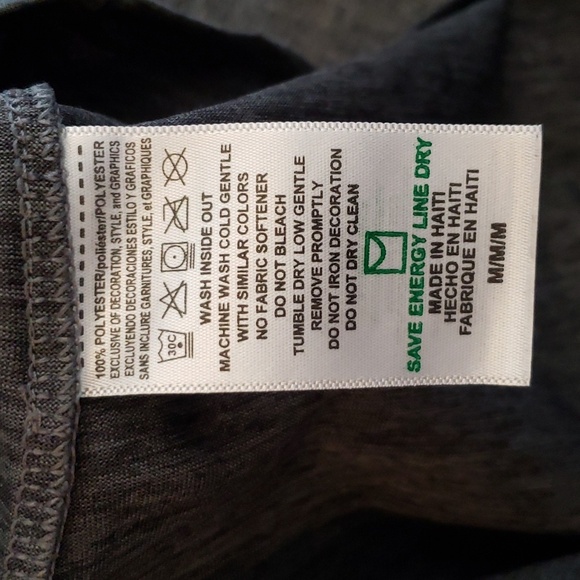 100% POLYESTER/poliéster/POLYESTER
EXCLUSIVE OF DECORATION, STYLE, and GRAPHICS
EXCLUYENDO DECORACIONES ESTILO Y GRAFICOS
SANS INCLURE GARNITURES, STYLE, et GRAPHIQUES
30C
WASH INSIDE OUT
MACHINE WASH COLD GENTLE
WITH SIMILAR COLORS
NO FABRIC SOFTENER
DO NOT BLEACH
TUMBLE DRY LOW GENTLE
REMOVE PROMPTLY
DO NOT IRON DECORATION
DO NOT DRY CLEAN
SAVE ENERGY LINE DRY
MADE IN HAITI
HECHO EN HAITI
FABRIQUE EN HAITI
M/M/M